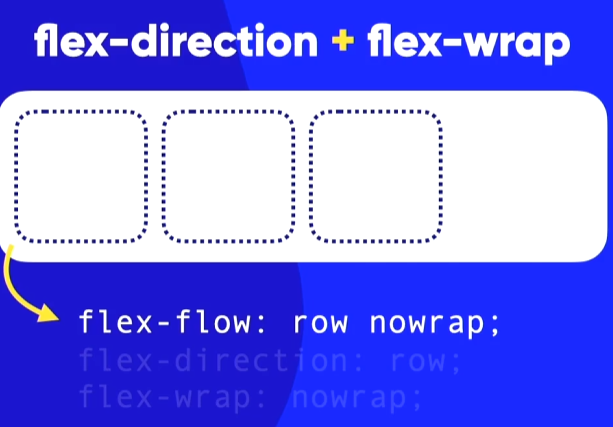 flex-direction + flex-wrap
flex-flow: row nowrap;
flex-direction: row;
flex-wrap: nowrap;